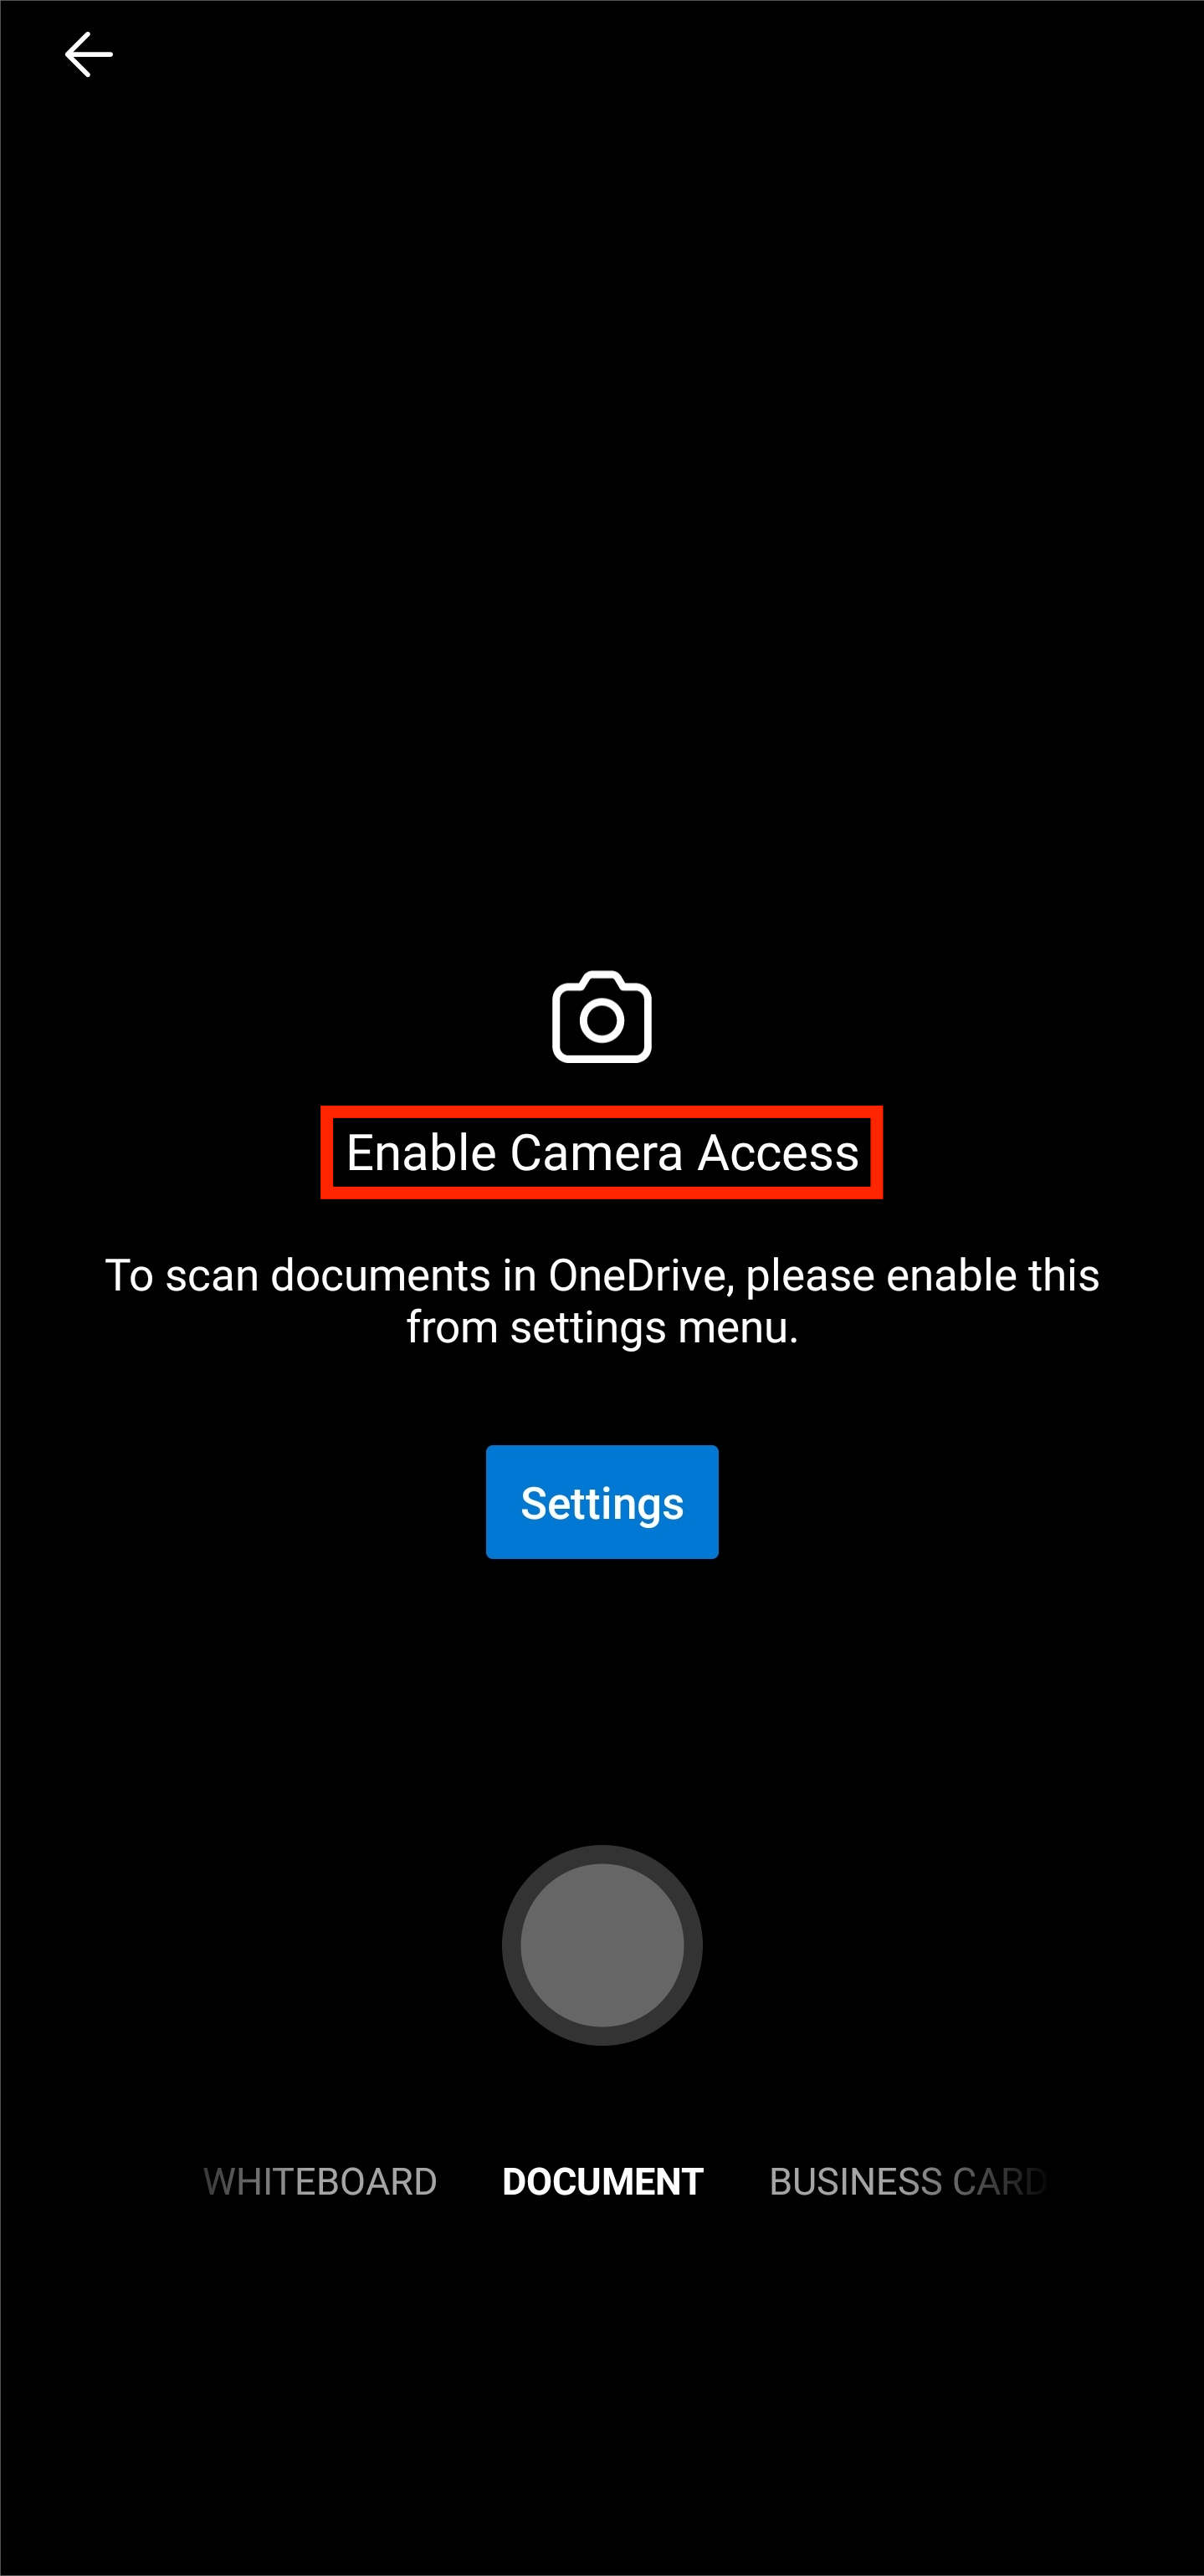 Enable Camera Access
To scan documents in OneDrive, please enable this
from settings menu.
Settings
WHITEBOARD DOCUMENT BUSINESS CARD